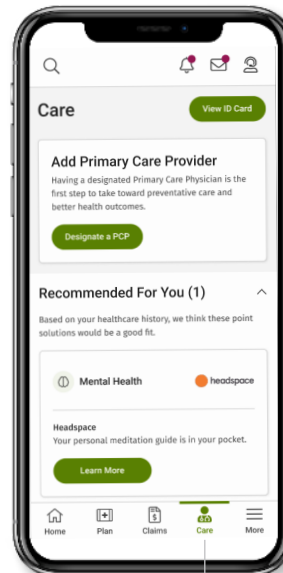 Care
View ID Card
Add Primary Care Provider
Having a designated Primary Care Physician is the
first step to take toward preventative care and
better health outcomes.
Designate a PCP
Recommended For You (1)
Based on your healthcare history, we think these point
solutions would be a good fit.
Mental Health
headspace
Headspace
Your personal meditation guide is in your pocket.
Learn More
Home
Plan
Claims
Care
More